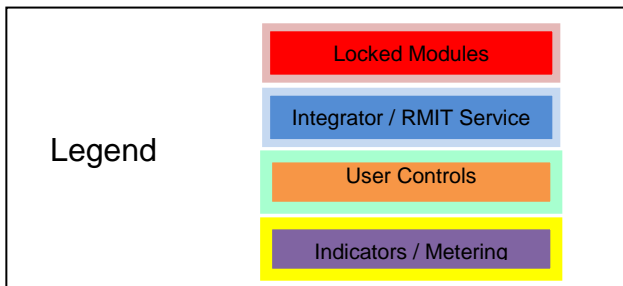 Locked Modules
Integrator / RMIT Service
Legend
User Controls
Indicators / Metering